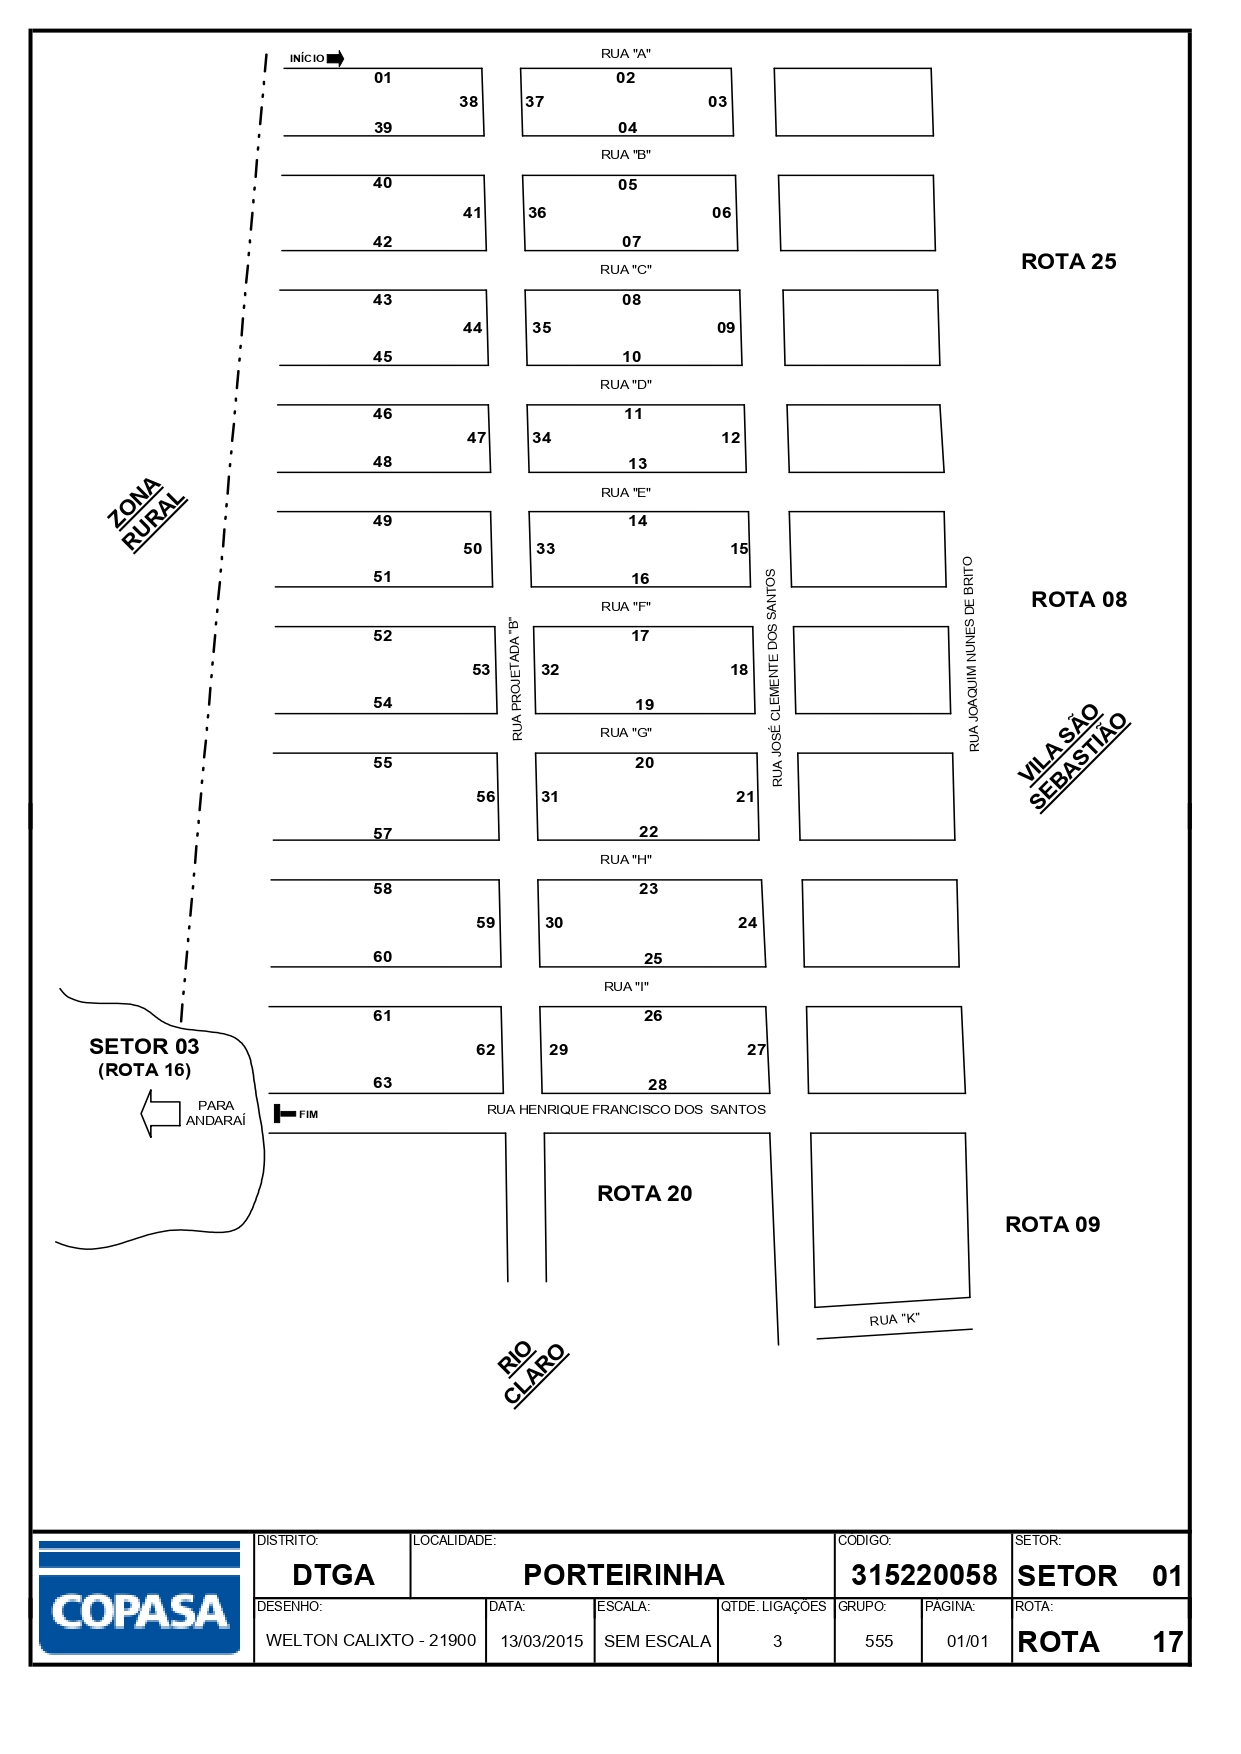 RUA "A"
INÍCIO
01
02
38
37
03
39
04
RUA "B"
40
05
41
36
06
42
07
RUA "C"
ROTA 25
43
08
44
35
09
45
10
RUA "D"
46
11
47
34
12
48
13
ZONA
RURAL
RUA "E"
49
14
50
33
15
51
16
RUA "F"
ROTA 08
52
17
53
32
18
54
19
RUA PROJETADA "B"
RUA JOSÉ CLEMENTE DOS SANTOS
RUA JOAQUIM NUNES DE BRITO
RUA "G"
VILA SÃO
SEBASTIÃO
55
20
56
31
21
57
22
RUA "H"
58
23
59
30
24
60
25
RUA "I"
61
26
62
29
27
63
28
SETOR 03
(ROTA 16)
PARA
ANDARAÍ
FIM
RUA HENRIQUE FRANCISCO DOS SANTOS
ROTA 20
ROTA 09
RUA "K"
RIO
CLARO
COPASA
DISTRITO:
DTGA
LOCALIDADE:
PORTEIRINHA
CODIGO:
315220058
SETOR:
SETOR 01
DESENHO:
WELTON CALIXTO - 21900
DATA:
13/03/2015
ESCALA:
SEM ESCALA
QTDE. LIGAÇÕES
3
GRUPO:
555
PÁGINA:
01/01
ROTA:
ROTA 17